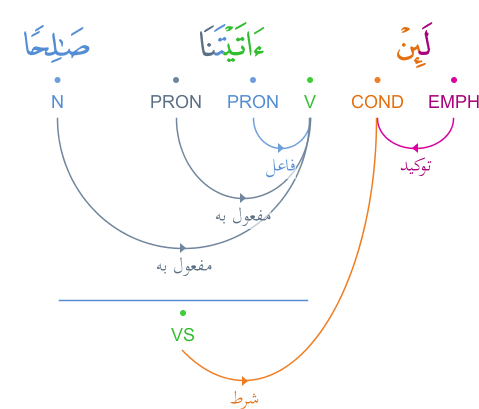 لَئِنْ ءَاتَيْتَنَا صَـٰلِحًا
EMPH COND V PRON PRON N
توكيد
فاعل
مفعول به
مفعول به
VS
شرط